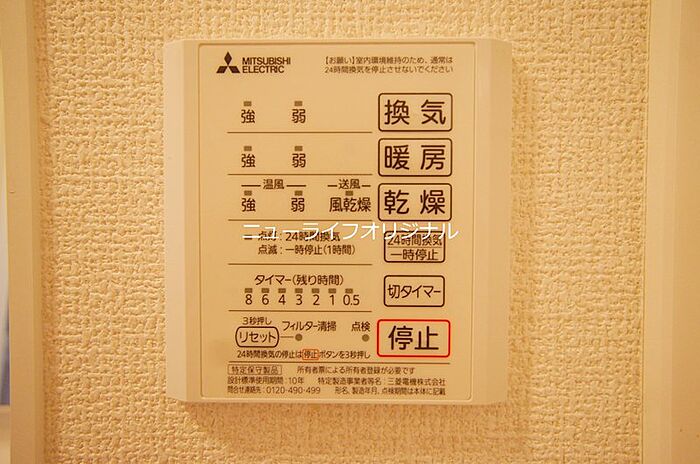 MITSUBISHI
ELECTRIC
【お願い】室内環境維持のため、通常は
24時間換気を停止させないでください
強 弱 換気
強 弱 暖房
温風 送風
強 弱 風乾燥 乾燥
ニューライフオリジナル
点灯:24時間換気 24時間換気
点滅:一時停止(1時間) 一時停止
タイマー(残り時間)
8 6 4 3 2 1 0.5 切タイマー
3秒押し
リセット フィルター清掃 点検 停止
24時間換気の停止は停止ボタンを3秒押し
特定保守製品 所有者票による所有者登録が必要です
設計標準使用期間:10年 特定製造事業者等名:三菱電機株式会社
問合せ連絡先:0120-490-499 形名、製造年月、点検期間は本体に記載